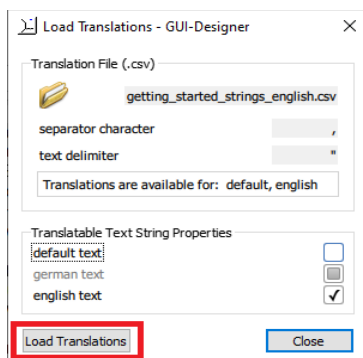 Load Translations - GUI-Designer
Translation File (.csv)
getting_started_strings_english.csv
separator character ,
text delimiter "
Translations are available for: default, english
Translatable Text String Properties
default text
german text
english text
Load Translations Close